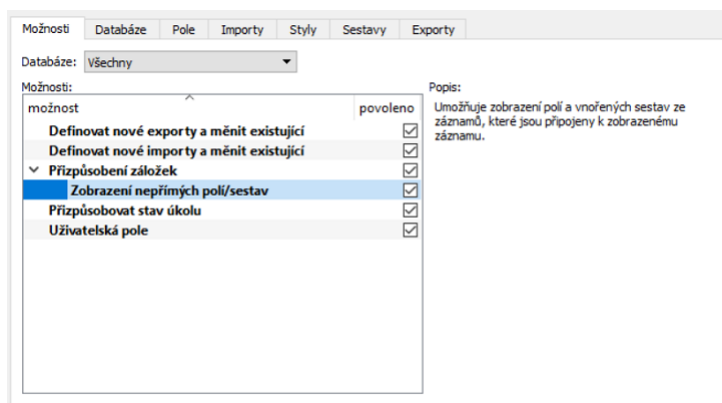 Možnosti Databáze Pole Importy Styly Sestavy Exporty
Databáze: Všechny
Možnosti:
možnost povoleno
Definovat nové exporty a měnit existující
Definovat nové importy a měnit existující
Přizpůsobení záložek
Zobrazení nepřímých polí/sestav
Přizpůsobovat stav úkolu
Uživatelská pole
Popis:
Umožňuje zobrazení polí a vnořených sestav ze
záznamů, které jsou připojeny k zobrazenému
záznamu.